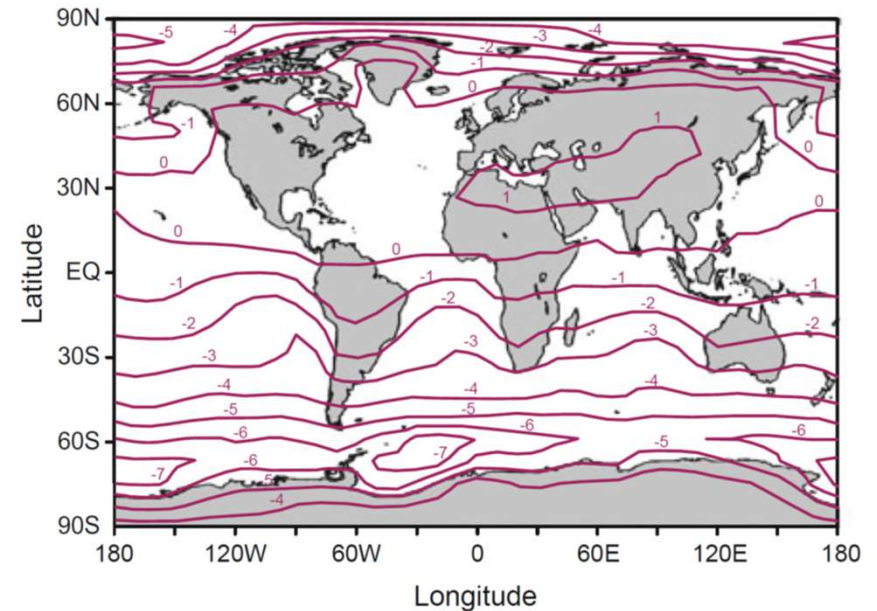 90N
-5 -4 -3 -4
-2
-1
0
60N
-1 1
0 0
30N
1
0 0 0
EQ
-1 -1 -1 -1
-2 -2 -2 -2
-3 -3 -3
30S
-4 -4 -4
-5 -5
-6 -6 -6
60S
-7 -6 -7 -5
-5
-4
90S
180 120W 60W 0 60E 120E 180
Latitude
Longitude